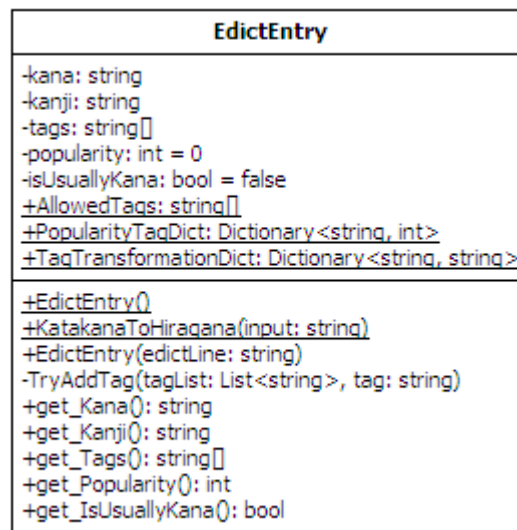 EdictEntry
-kana: string
-kanji: string
-tags: string[]
-popularity: int = 0
-isUsuallyKana: bool = false
+AllowedTags: string[]
+PopularityTagDict: Dictionary<string, int>
+TagTransformationDict: Dictionary<string, string>
+EdictEntry()
+KatakanaToHiragana(input: string)
+EdictEntry(edictLine: string)
-TryAddTag(tagList: List<string>, tag: string)
+get_Kana(): string
+get_Kanji(): string
+get_Tags(): string[]
+get_Popularity(): int
+get_IsUsuallyKana(): bool